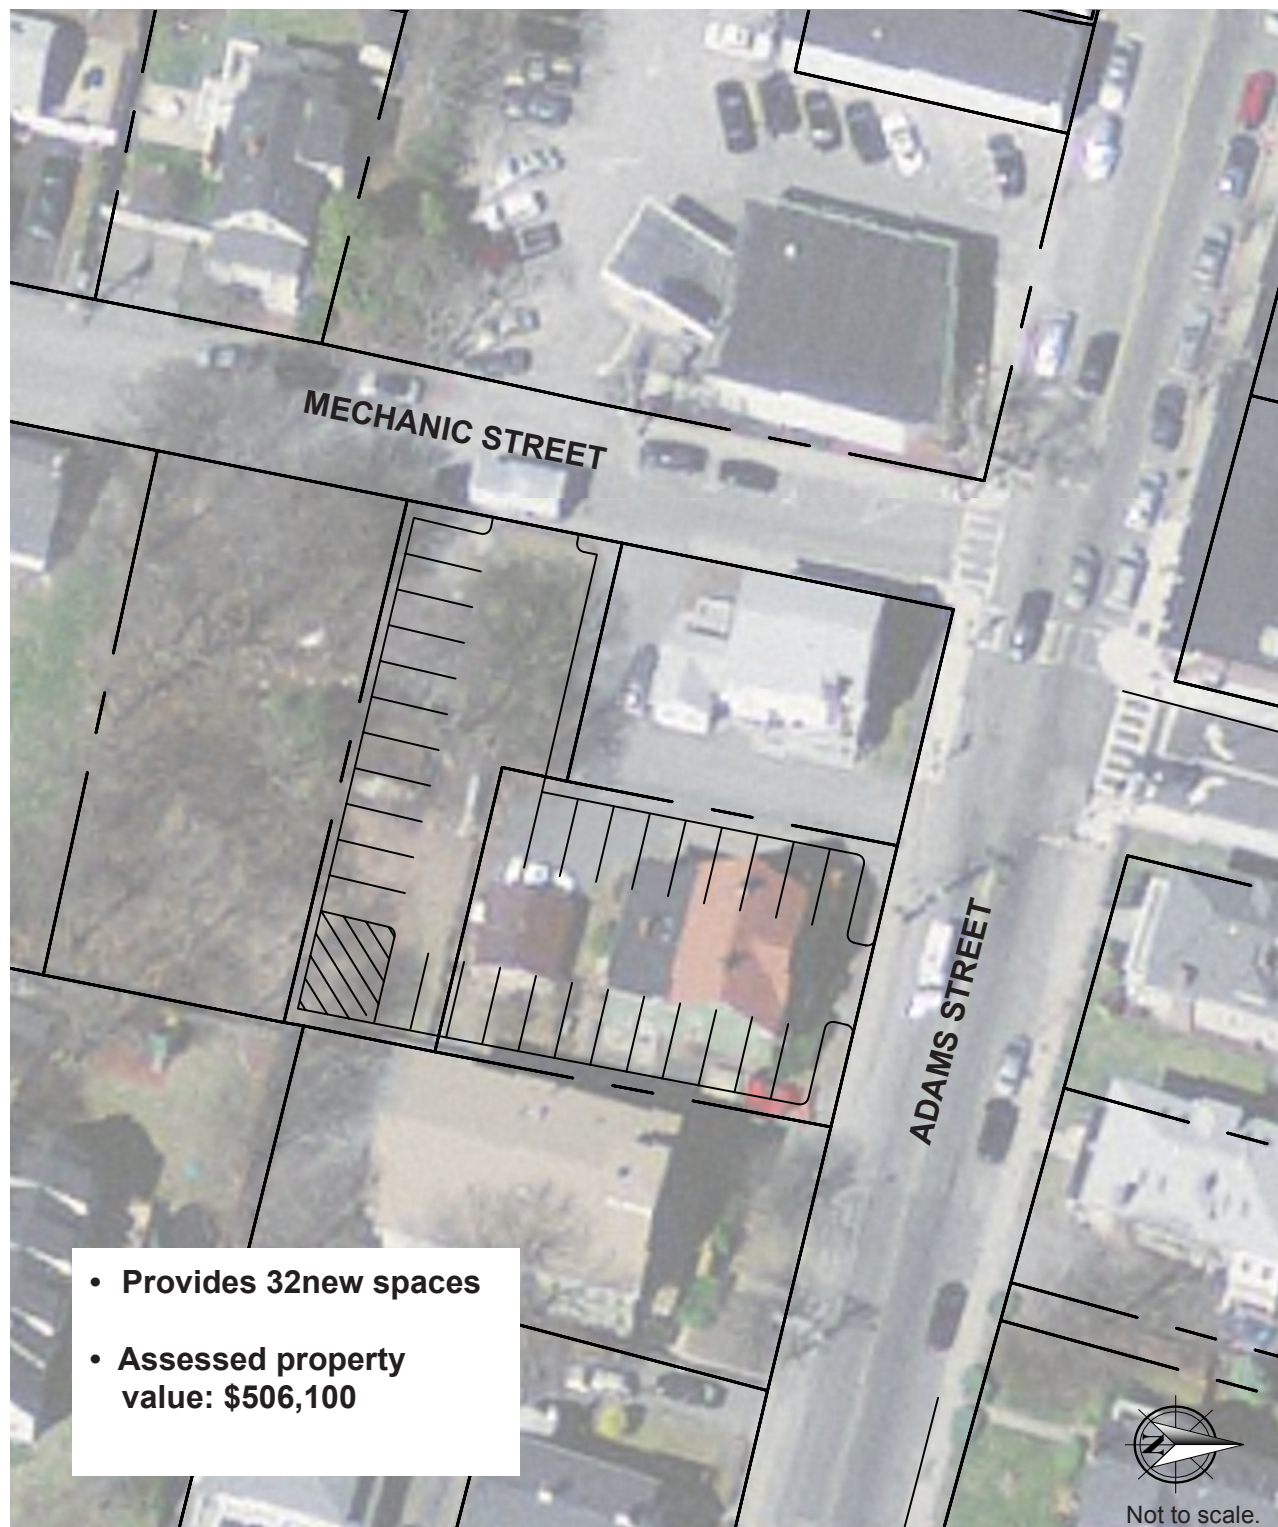 MECHANIC STREET
ADAMS STREET
• Provides 32new spaces
• Assessed property
value: $506,100
N
Not to scale.